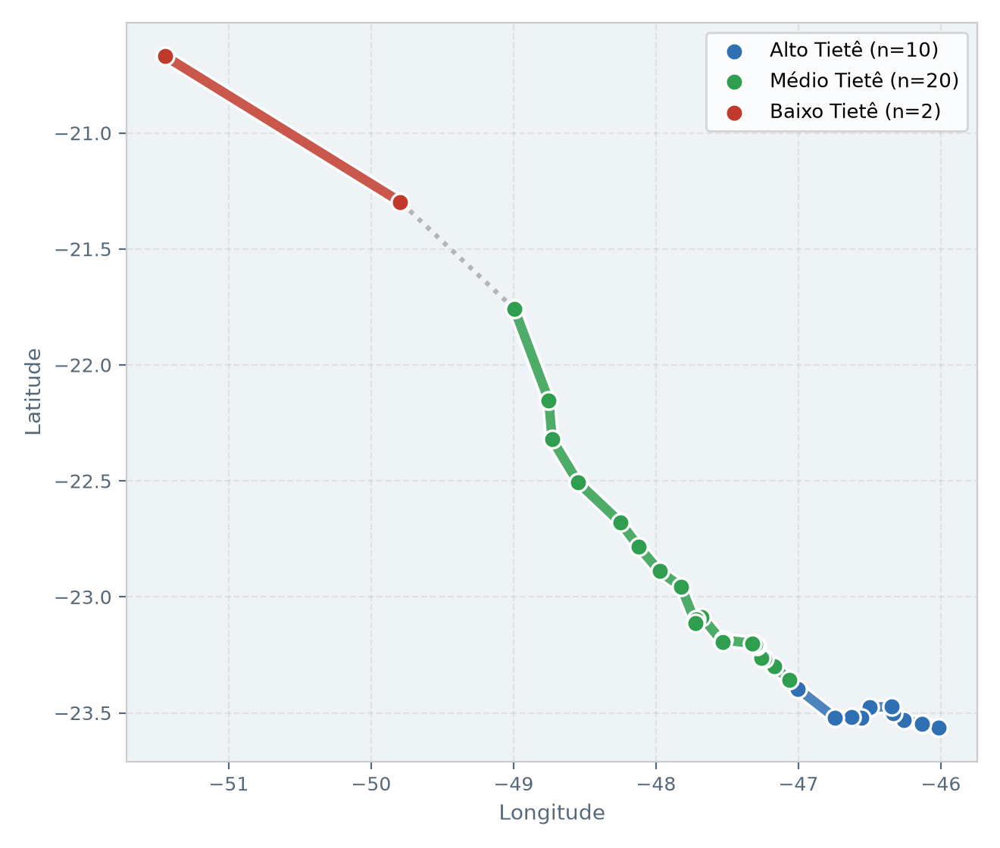 Alto Tietê (n=10)
Médio Tietê (n=20)
Baixo Tietê (n=2)
−21.0
−21.5
−22.0
−22.5
−23.0
−23.5
Latitude
−51
−50
−49
−48
−47
−46
Longitude